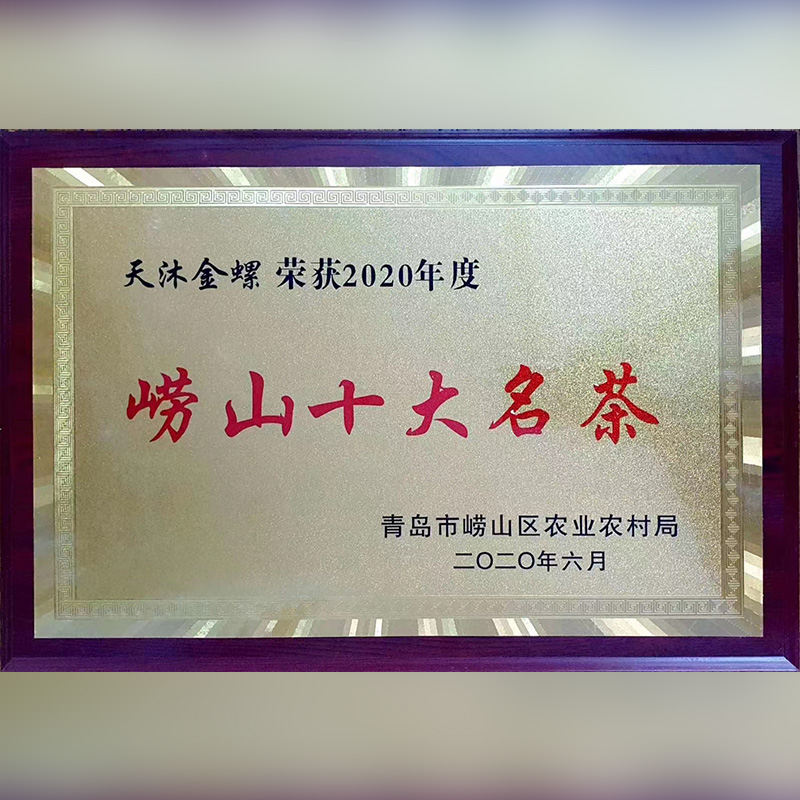 天沐金螺 荣获2020年度
崂山十大名茶
青岛市崂山区农业农村局
二〇二〇年六月